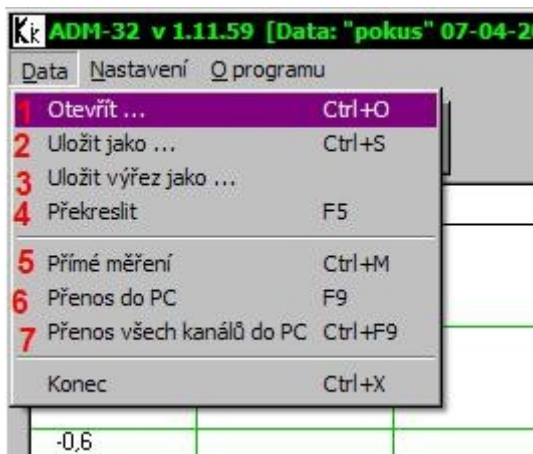 Kk ADM-32 v 1.11.59 [Data: "pokus" 07-04-2
Data Nastavení O programu
1 Otevřít ... Ctrl+O
2 Uložit jako ... Ctrl+S
3 Uložit výřez jako ...
4 Překreslit F5
5 Přímé měření Ctrl+M
6 Přenos do PC F9
7 Přenos všech kanálů do PC Ctrl+F9
Konec Ctrl+X
-0,6